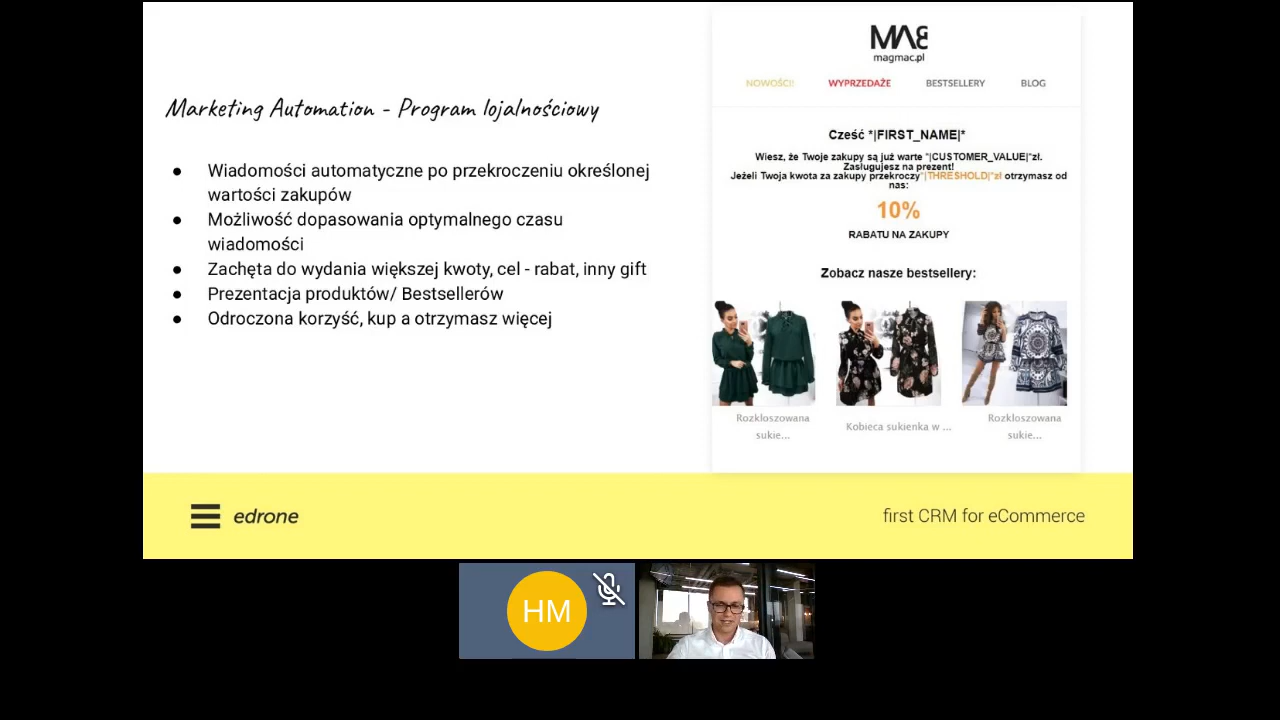 Marketing Automation - Program lojalnościowy
● Wiadomości automatyczne po przekroczeniu określonej
wartości zakupów
● Możliwość dopasowania optymalnego czasu
wiadomości
● Zachęta do wydania większej kwoty, cel - rabat, inny gift
● Prezentacja produktów/ Bestsellerów
● Odroczona korzyść, kup a otrzymasz więcej
magmac.pl
NOWOŚCI! WYPRZEDAŻE BESTSELLERY BLOG
Cześć *|FIRST_NAME|*
Wiesz, że Twoje zakupy są już warte *|CUSTOMER_VALUE|*zł.
Zasługujesz na prezent!
Jeżeli Twoja kwota za zakupy przekroczy*|THRESHOLD|*zł otrzymasz od
nas:
10%
RABATU NA ZAKUPY
Zobacz nasze bestsellery:
Rozkloszowana
sukie...
Kobieca sukienka w ...
Rozkloszowana
sukie...
edrone
first CRM for eCommerce
HM